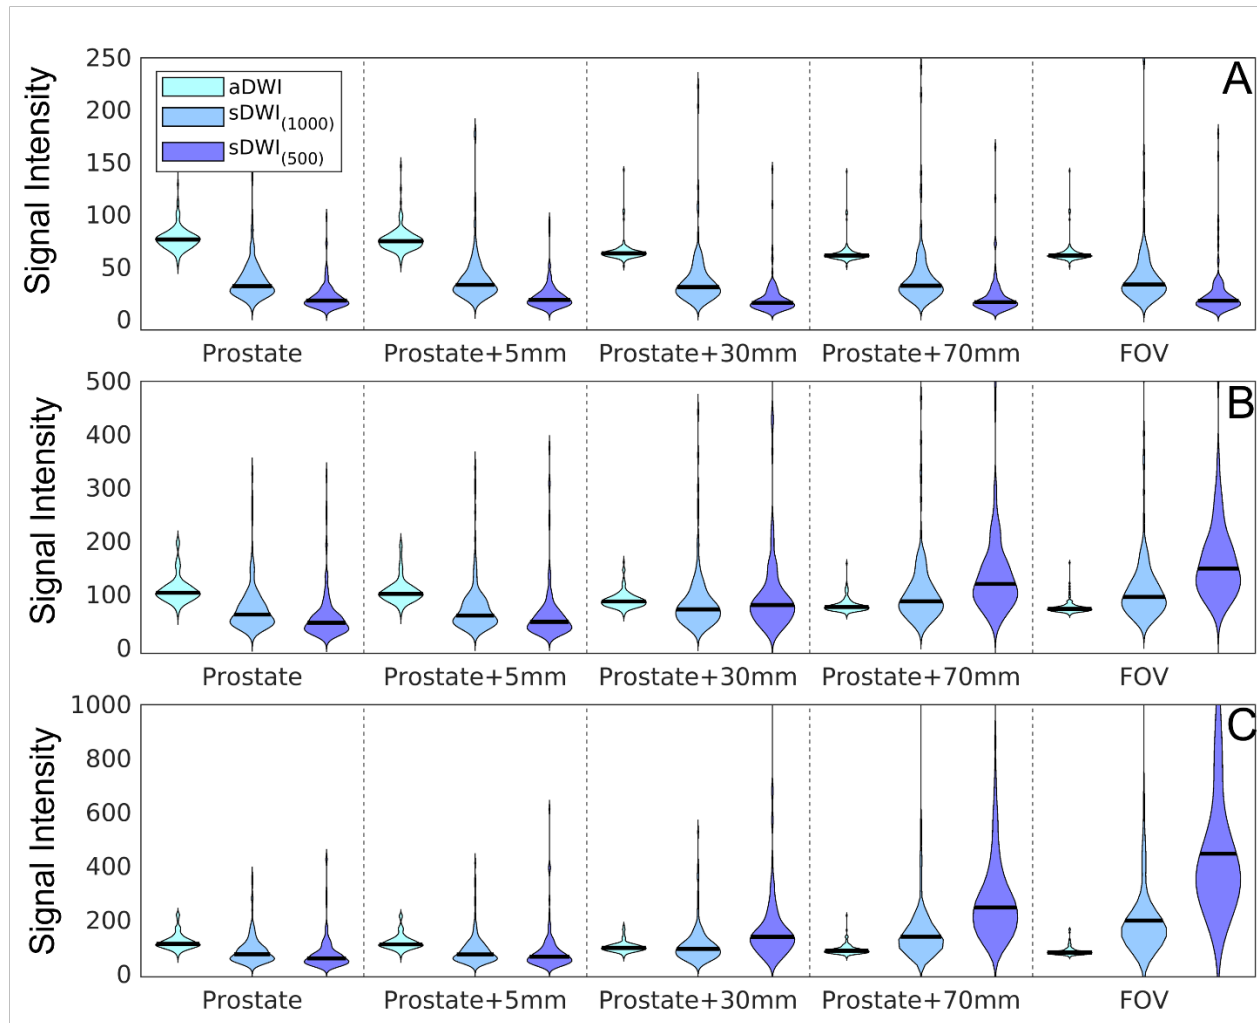 A
Signal Intensity
250
200
150
100
50
0
aDWI
sDWI(1000)
sDWI(500)
Prostate Prostate+5mm Prostate+30mm Prostate+70mm FOV
B
Signal Intensity
500
400
300
200
100
0
Prostate Prostate+5mm Prostate+30mm Prostate+70mm FOV
C
Signal Intensity
1000
800
600
400
200
0
Prostate Prostate+5mm Prostate+30mm Prostate+70mm FOV